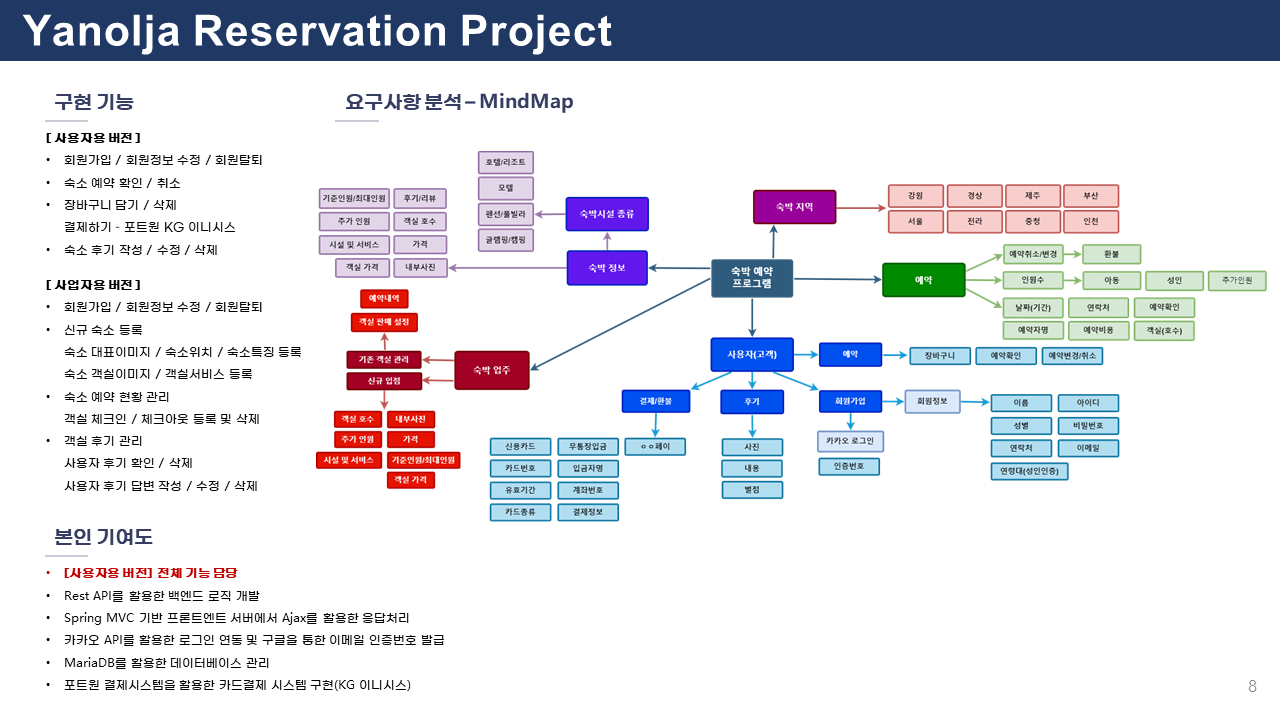 Yanolja Reservation Project
구현 기능
[ 사용자용 버전 ]
• 회원가입 / 회원정보 수정 / 회원탈퇴
• 숙소 예약 확인 / 취소
• 장바구니 담기 / 삭제
결제하기 - 포트원 KG 이니시스
• 숙소 후기 작성 / 수정 / 삭제
[ 사업자용 버전 ]
• 회원가입 / 회원정보 수정 / 회원탈퇴
• 신규 숙소 등록
숙소 대표이미지 / 숙소위치 / 숙소특징 등록
숙소 객실이미지 / 객실서비스 등록
• 숙소 예약 현황 관리
객실 체크인 / 체크아웃 등록 및 삭제
• 객실 후기 관리
사용자 후기 확인 / 삭제
사용자 후기 답변 작성 / 수정 / 삭제
본인 기여도
• [사용자용 버전] 전체 기능 담당
• Rest API를 활용한 백엔드 로직 개발
• Spring MVC 기반 프론트엔트 서버에서 Ajax를 활용한 응답처리
• 카카오 API를 활용한 로그인 연동 및 구글을 통한 이메일 인증번호 발급
• MariaDB를 활용한 데이터베이스 관리
• 포트원 결제시스템을 활용한 카드결제 시스템 구현(KG 이니시스)
요구사항 분석 – MindMap
호텔/리조트
모텔
펜션/풀빌라
글램핑/캠핑
기준인원/최대인원
후기/리뷰
추가 인원
객실 호수
시설 및 서비스
가격
객실 가격
내부사진
숙박시설 종류
숙박 정보
숙박 지역
강원
경상
제주
부산
서울
전라
충청
인천
숙박 예약
프로그램
예약
예약취소/변경
환불
인원수
아동
성인
추가인원
날짜(기간)
연락처
예약확인
예약자명
예약비용
객실(호수)
예약내역
객실 판매 설정
기존 객실 관리
신규 입점
숙박 업주
객실 호수
내부사진
추가 인원
가격
시설 및 서비스
기준인원/최대인원
객실 가격
사용자(고객)
예약
장바구니
예약확인
예약변경/취소
결제/환불
후기
회원가입
회원정보
이름
아이디
성별
비밀번호
연락처
이메일
연령대(성인인증)
신용카드
무통장입금
ㅇㅇ페이
카드번호
입금자명
유효기간
계좌번호
카드종류
결제정보
사진
내용
별점
카카오 로그인
인증번호
8